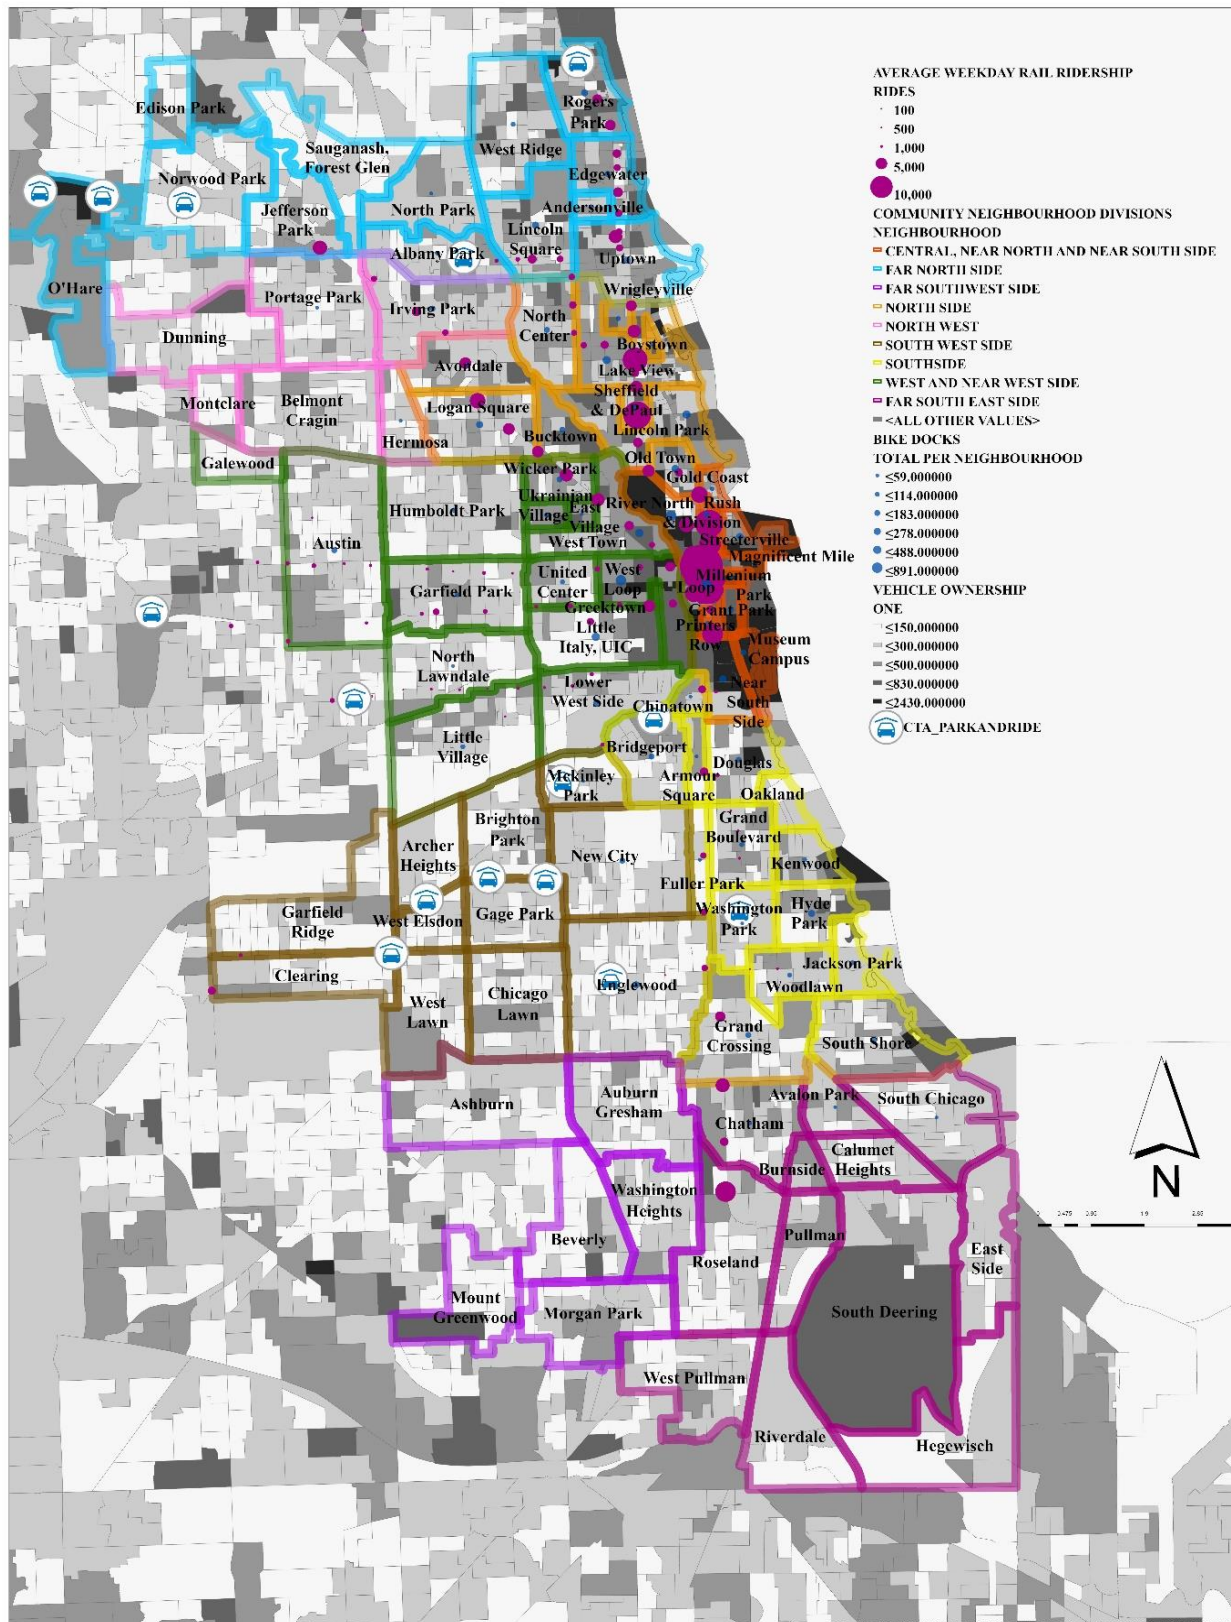 AVERAGE WEEKDAY RAIL RIDERSHIP
RIDES
100
500
1,000
5,000
10,000
COMMUNITY NEIGHBOURHOOD DIVISIONS
NEIGHBOURHOOD
CENTRAL, NEAR NORTH AND NEAR SOUTH SIDE
FAR NORTH SIDE
FAR SOUTHWEST SIDE
NORTH SIDE
NORTH WEST
SOUTH WEST SIDE
SOUTHSIDE
WEST AND NEAR WEST SIDE
FAR SOUTH EAST SIDE
<ALL OTHER VALUES>
BIKE DOCKS
TOTAL PER NEIGHBOURHOOD
≤59.000000
≤114.000000
≤183.000000
≤278.000000
≤488.000000
≤891.000000
VEHICLE OWNERSHIP
ONE
≤150.000000
≤300.000000
≤500.000000
≤830.000000
≤2430.000000
CTA_PARKANDRIDE
Edison Park
Rogers
Park
Sauganash,
Forest Glen
West Ridge
Norwood Park
Edgewater
Jefferson
Park
North Park
Andersonville
Lincoln
Square
Albany Park
Uptown
O'Hare
Portage Park
Irving Park
Wrigleyville
North
Center
Dunning
Boystown
Avondale
Lake View
Montclare
Belmont
Cragin
Sheffield
& DePaul
Logan Square
Lincoln Park
Hermosa
Bucktown
Galewood
Wicker Park
Old Town
Gold Coast
Humboldt Park
Ukrainian
Village
East
Village
River North
Rush
& Division
Austin
West Town
Streeterville
Magnificent Mile
Garfield Park
United
Center
West
Loop
Loop
Millenium
Park
Greektown
Grant Park
Little
Italy, UIC
Printers
Row
Museum
Campus
North
Lawndale
Lower
West Side
Near
South
Side
Chinatown
Little
Village
Bridgeport
Douglas
Mckinley
Park
Armour
Square
Oakland
Brighton
Park
Grand
Boulevard
Archer
Heights
New City
Kenwood
Fuller Park
Garfield
Ridge
West Elsdon
Gage Park
Washington
Park
Hyde
Park
Clearing
Jackson Park
Englewood
Woodlawn
West
Lawn
Chicago
Lawn
Grand
Crossing
South Shore
Ashburn
Auburn
Gresham
Avalon Park
South Chicago
Chatham
Burnside
Calumet
Heights
Washington
Heights
N
0 0.475 0.95 1.9 2.85
Beverly
Pullman
Roseland
East
Side
Mount
Greenwood
Morgan Park
South Deering
West Pullman
Riverdale
Hegewisch